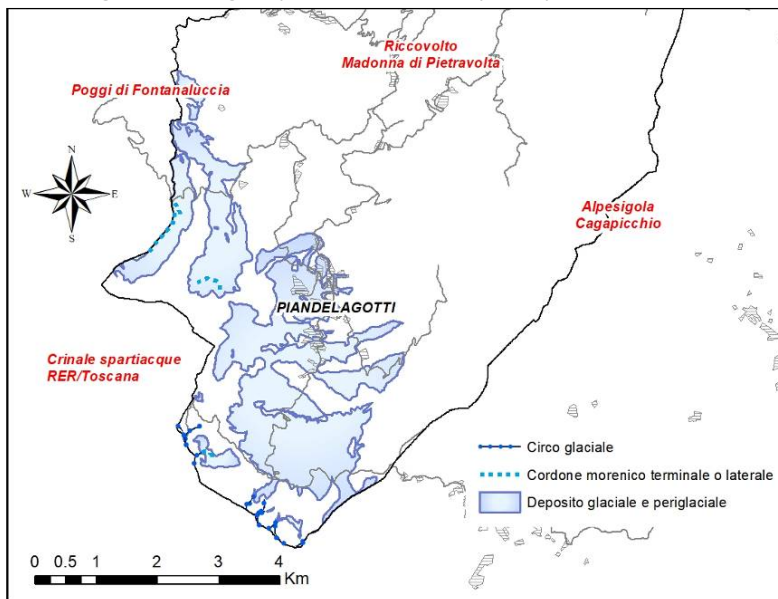 Riccovolto
Madonna di Pietravolta
Poggi di Fontanaluccia
N
W E
S
Alpesigola
Cagapicchio
PIANDELAGOTTI
Crinale spartiacque
RER/Toscana
Circo glaciale
Cordone morenico terminale o laterale
Deposito glaciale e periglaciale
0 0.5 1 2 3 4
Km